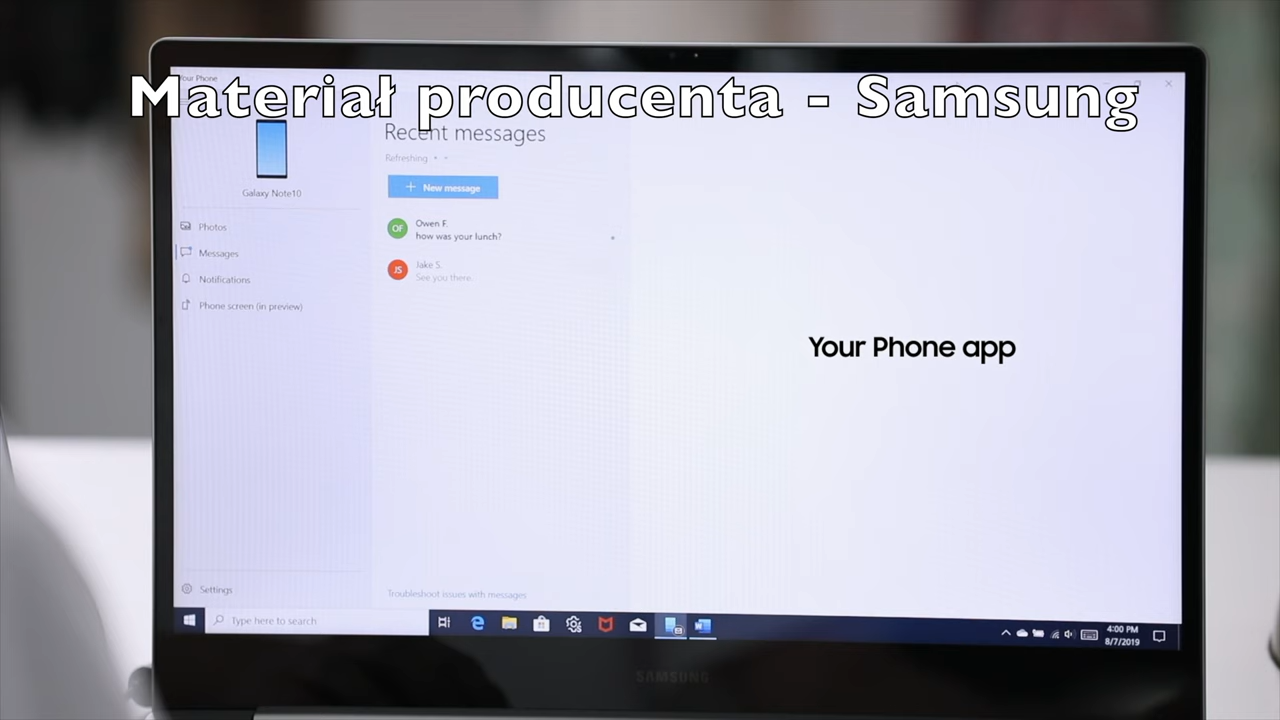 Your Phone
Materiał producenta - Samsung
Recent messages
Refreshing
Galaxy Note10
+ New message
Photos
Messages
Notifications
Phone screen (in preview)
OF
Owen F.
how was your lunch?
JS
Jake S.
See you there.
Your Phone app
Settings
Troubleshoot issues with messages
Type here to search
4:00 PM
8/7/2019
SAMSUNG